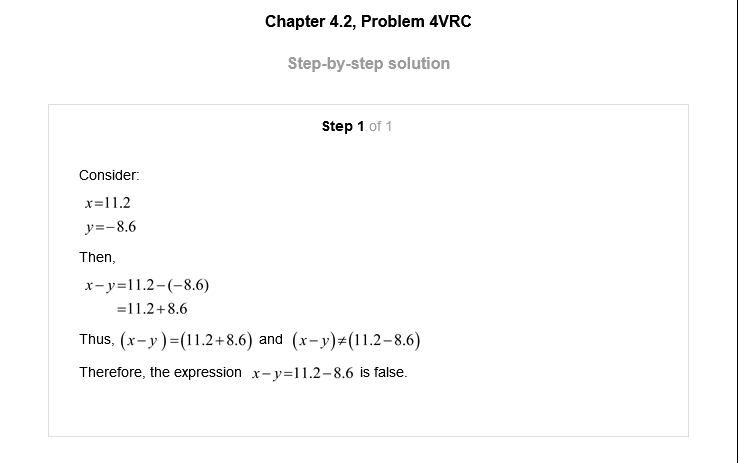 Chapter 4.2, Problem 4VRC
Step-by-step solution
Step 1 of 1
Consider:
x=11.2
y=−8.6
Then,
x−y=11.2−(−8.6)
=11.2+8.6
Thus, (x−y)=(11.2+8.6) and (x−y)≠(11.2−8.6)
Therefore, the expression x−y=11.2−8.6 is false.